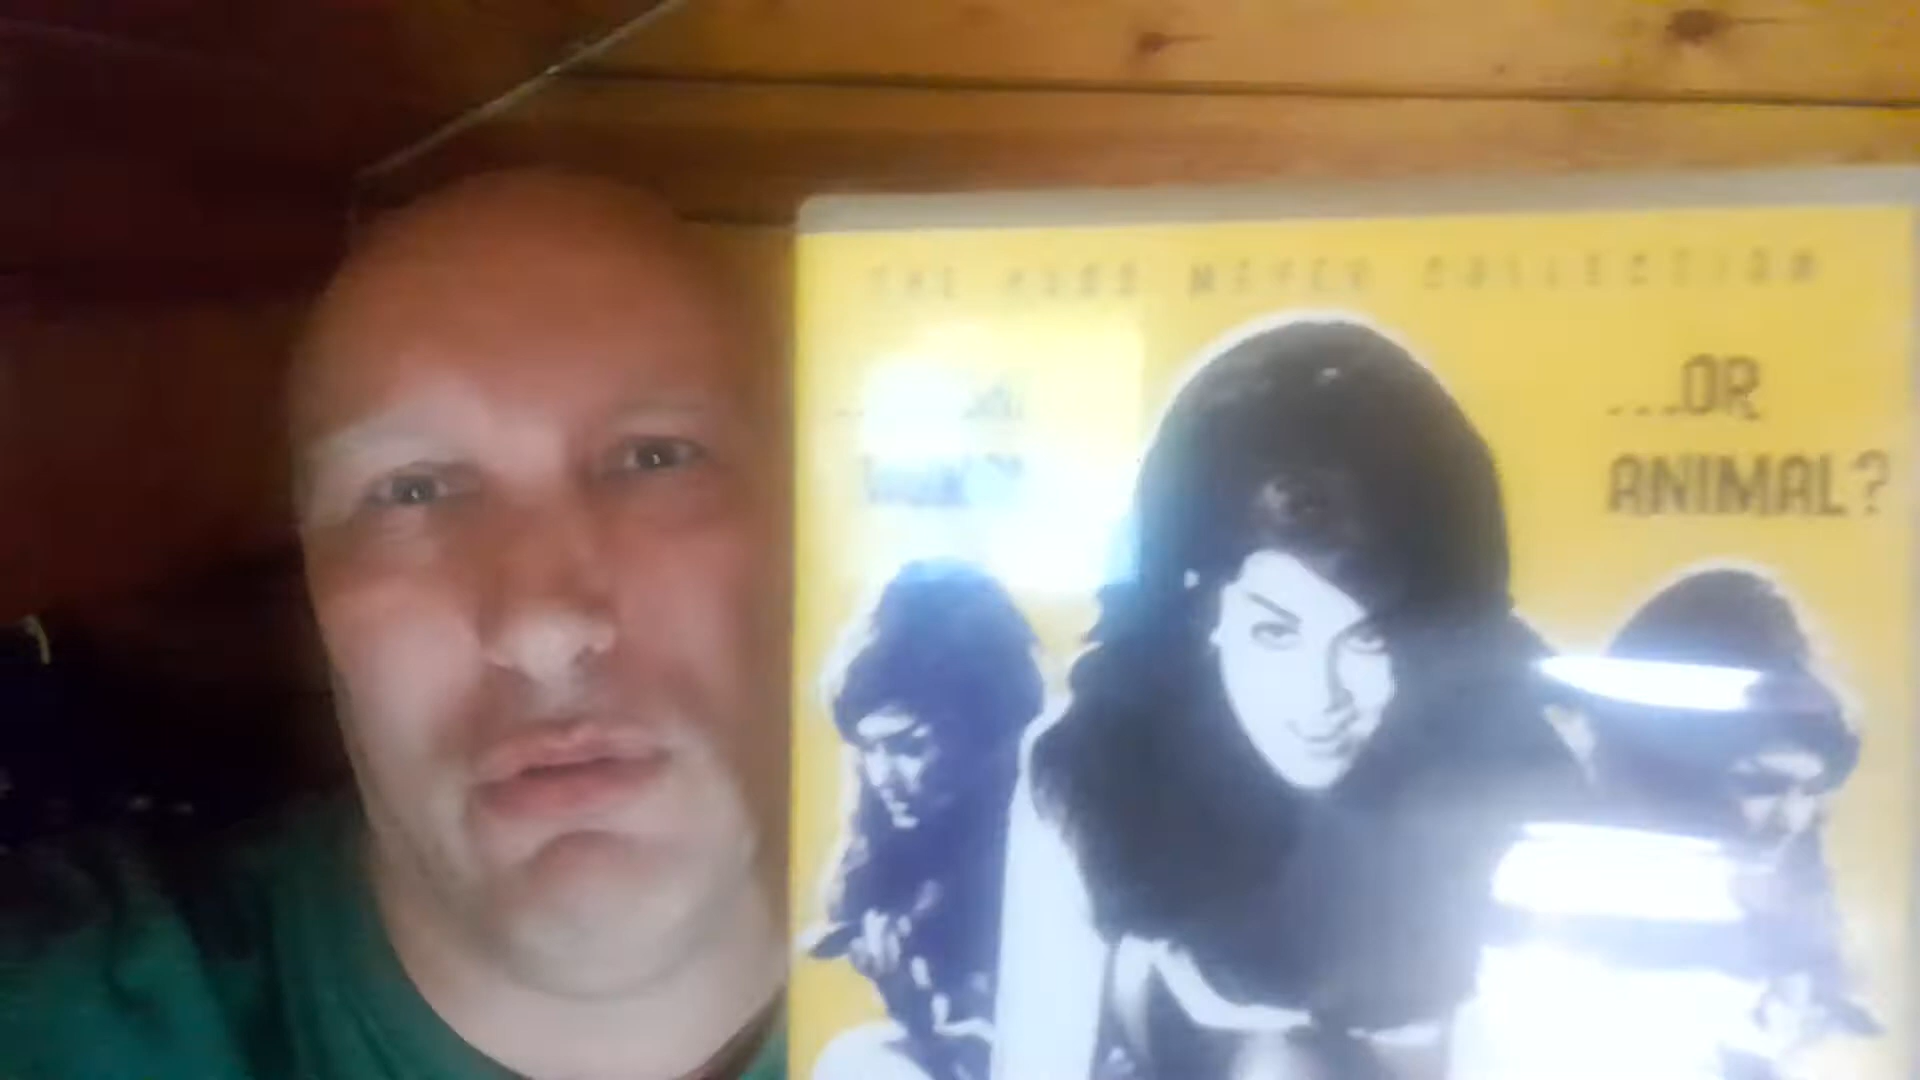 THE RUSS MEYER COLLECTION
...OR
ANIMAL?